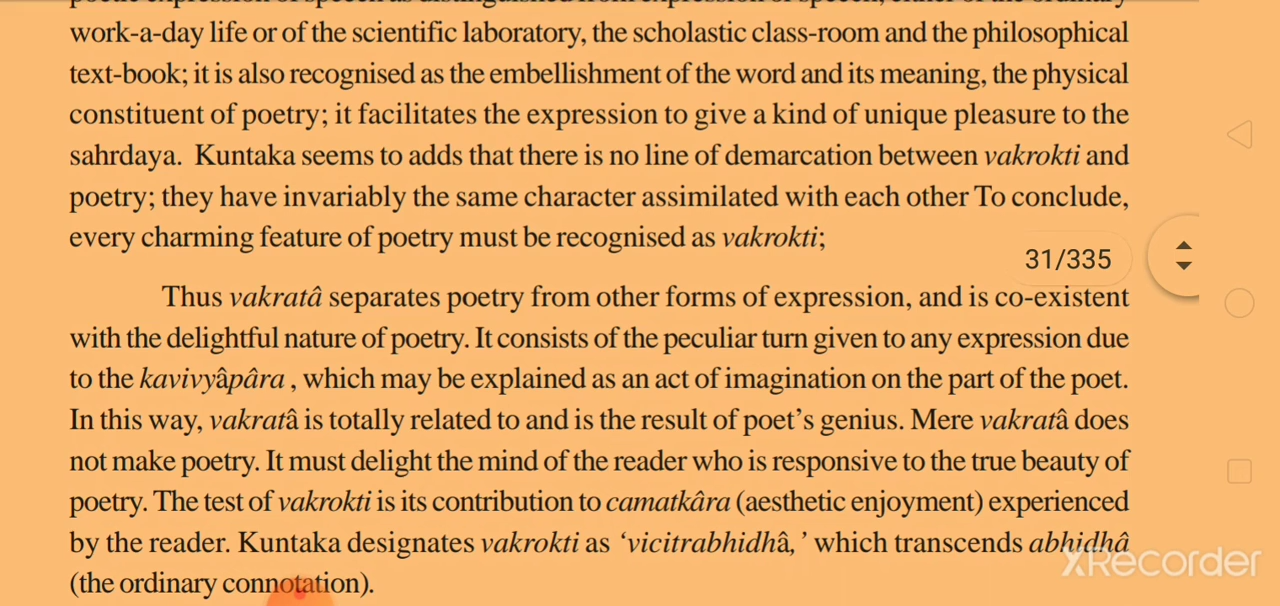 work-a-day life or of the scientific laboratory, the scholastic class-room and the philosophical
text-book; it is also recognised as the embellishment of the word and its meaning, the physical
constituent of poetry; it facilitates the expression to give a kind of unique pleasure to the
sahrdaya. Kuntaka seems to adds that there is no line of demarcation between vakrokti and
poetry; they have invariably the same character assimilated with each other To conclude,
every charming feature of poetry must be recognised as vakrokti;
31/335
Thus vakratâ separates poetry from other forms of expression, and is co-existent
with the delightful nature of poetry. It consists of the peculiar turn given to any expression due
to the kavivyâpâra , which may be explained as an act of imagination on the part of the poet.
In this way, vakratâ is totally related to and is the result of poet's genius. Mere vakratâ does
not make poetry. It must delight the mind of the reader who is responsive to the true beauty of
poetry. The test of vakrokti is its contribution to camatkâra (aesthetic enjoyment) experienced
by the reader. Kuntaka designates vakrokti as ‘vicitrabhidhâ, ’ which transcends abhidhâ
(the ordinary connotation).
XRecorder